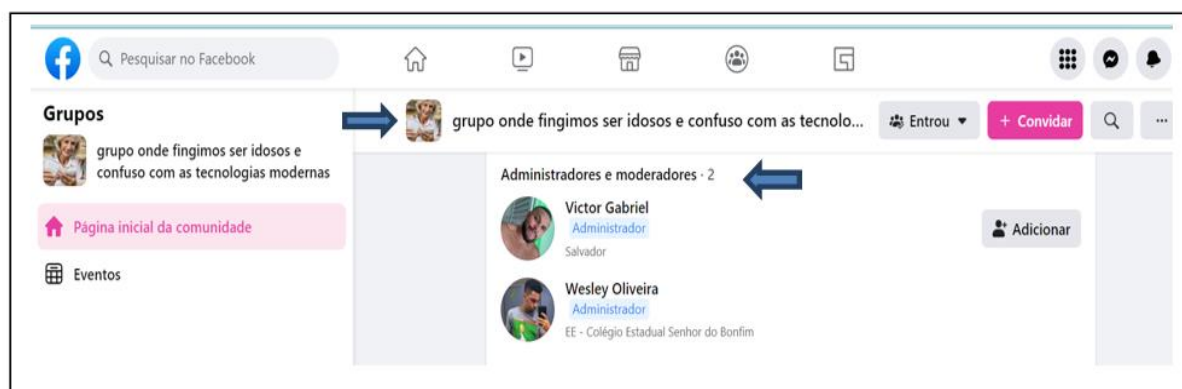 Pesquisar no Facebook
Grupos
grupo onde fingimos ser idosos e
confuso com as tecnologias modernas
Página inicial da comunidade
Eventos
grupo onde fingimos ser idosos e confuso com as tecnolo...
Entrou
+ Convidar
Administradores e moderadores · 2
Victor Gabriel
Administrador
Salvador
Adicionar
Wesley Oliveira
Administrador
EE - Colégio Estadual Senhor do Bonfim